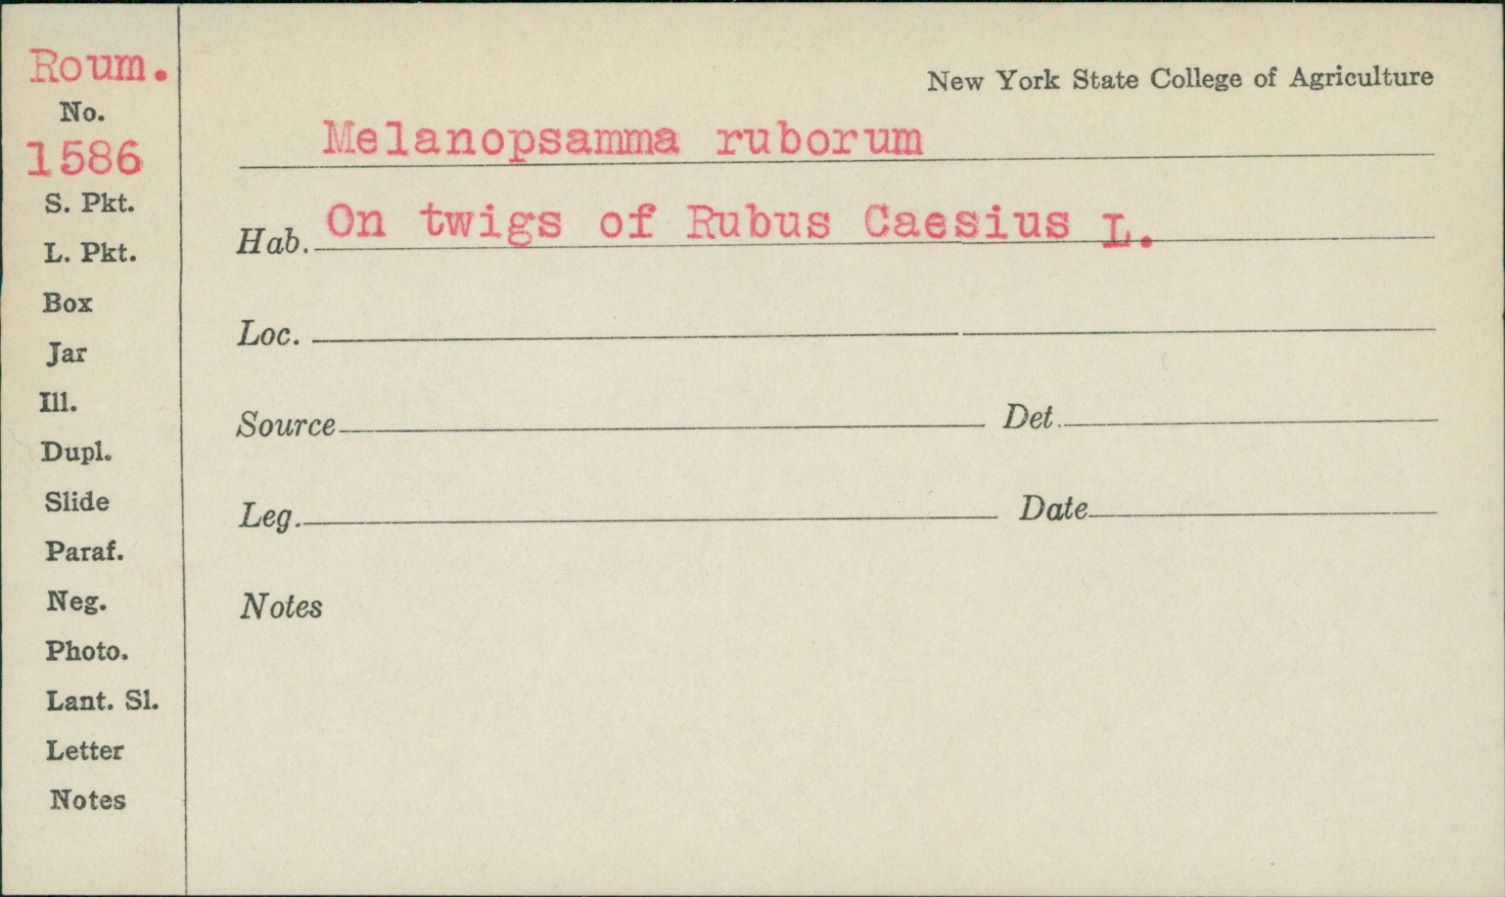 Roum.
No.
1586
S. Pkt.
L. Pkt.
Box
Jar
Ill.
Dupl.
Slide
Paraf.
Neg.
Photo.
Lant. Sl.
Letter
Notes
New York State College of Agriculture
Melanopsamma ruborum
Hab. On twigs of Rubus Caesius L.
Loc.
Source Det.
Leg. Date
Notes